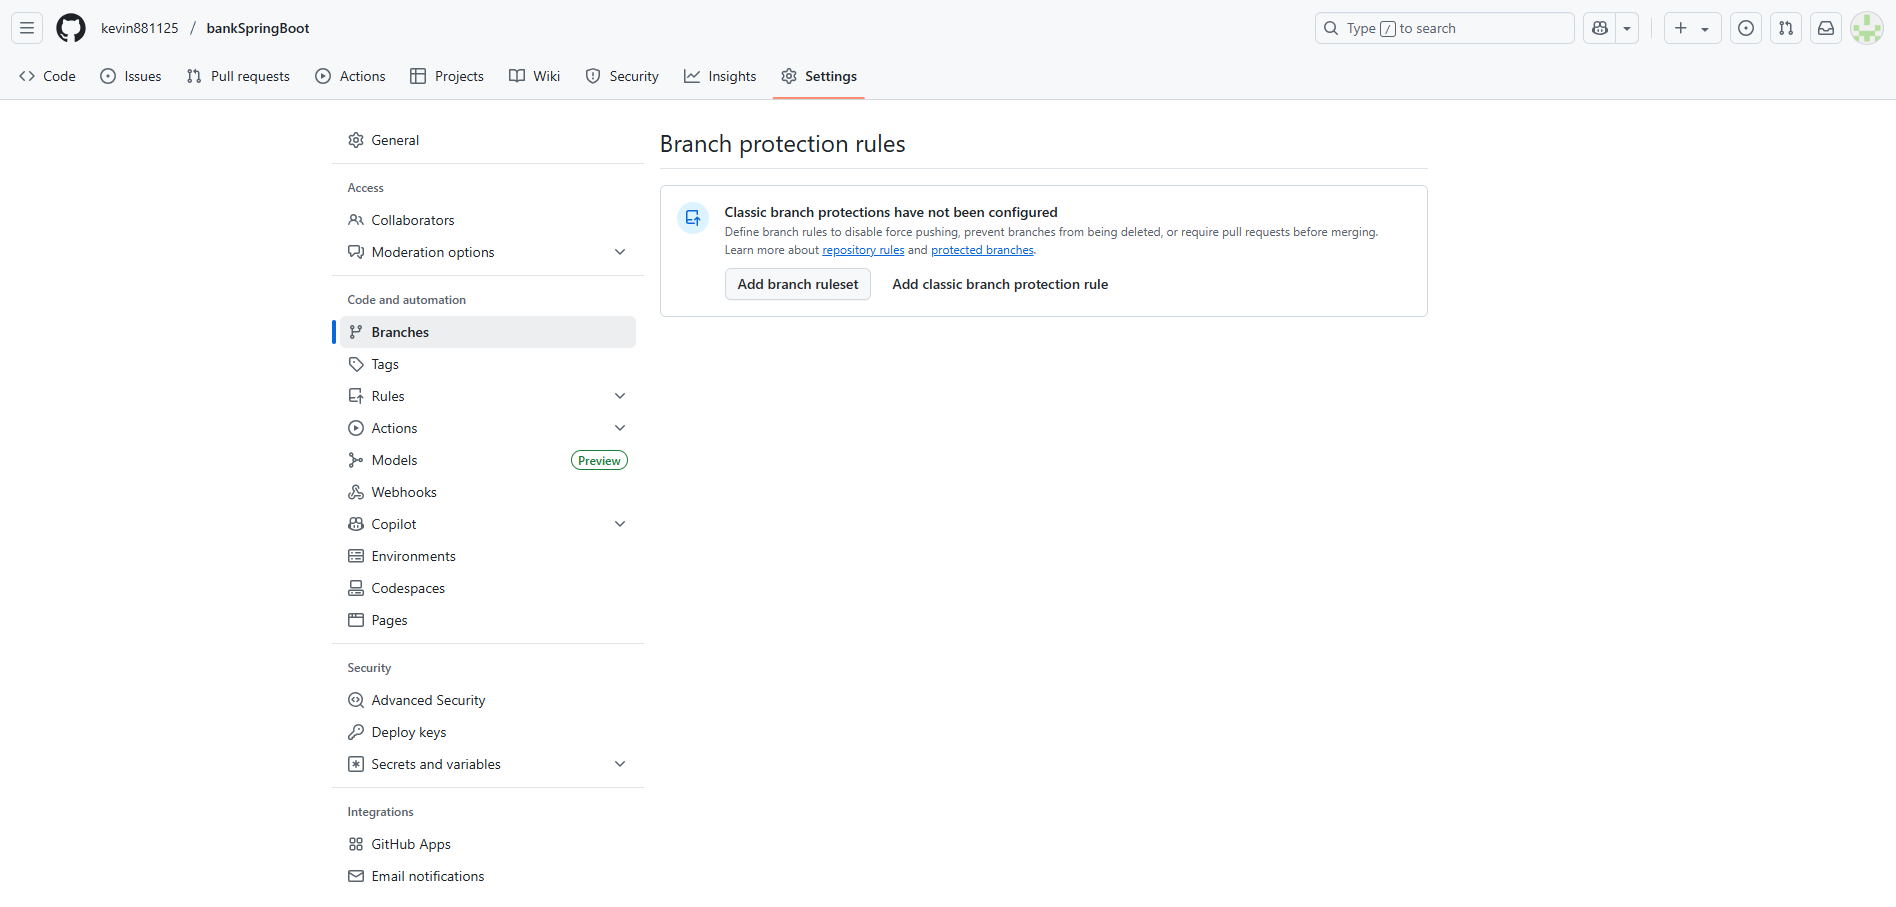 kevin881125 / bankSpringBoot
Type / to search
Code
Issues
Pull requests
Actions
Projects
Wiki
Security
Insights
Settings
General
Access
Collaborators
Moderation options
Code and automation
Branches
Tags
Rules
Actions
Models Preview
Webhooks
Copilot
Environments
Codespaces
Pages
Security
Advanced Security
Deploy keys
Secrets and variables
Integrations
GitHub Apps
Email notifications
Branch protection rules
Classic branch protections have not been configured
Define branch rules to disable force pushing, prevent branches from being deleted, or require pull requests before merging.
Learn more about repository rules and protected branches.
Add branch ruleset
Add classic branch protection rule